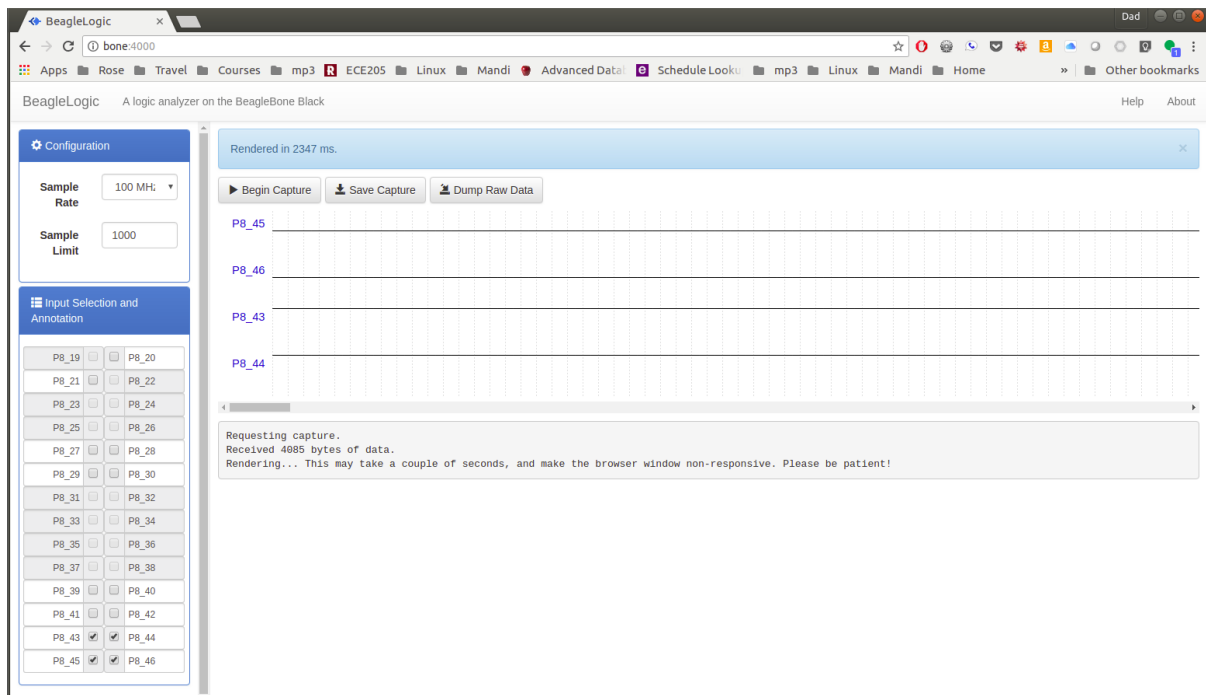 BeagleLogic
Dad
bone:4000
Apps Rose Travel Courses mp3 R ECE205 Linux Mandi Advanced Data e Schedule Looku mp3 Linux Mandi Home » Other bookmarks
BeagleLogic A logic analyzer on the BeagleBone Black Help About
Configuration
Sample Rate 100 MHz
Sample Limit 1000
Input Selection and Annotation
P8_19 P8_20
P8_21 P8_22
P8_23 P8_24
P8_25 P8_26
P8_27 P8_28
P8_29 P8_30
P8_31 P8_32
P8_33 P8_34
P8_35 P8_36
P8_37 P8_38
P8_39 P8_40
P8_41 P8_42
P8_43 P8_44
P8_45 P8_46
Rendered in 2347 ms.
Begin Capture Save Capture Dump Raw Data
P8_45
P8_46
P8_43
P8_44
Requesting capture.
Received 4085 bytes of data.
Rendering... This may take a couple of seconds, and make the browser window non-responsive. Please be patient!